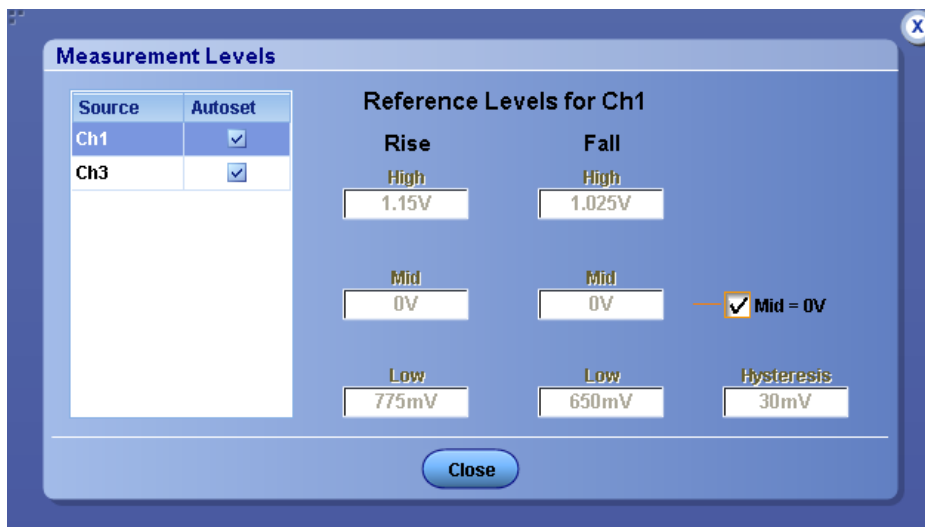 X
Measurement Levels
Source Autoset
Ch1
Ch3
Reference Levels for Ch1
Rise Fall
High High
1.15V 1.025V
Mid Mid
0V 0V
Mid = 0V
Low Low Hysteresis
775mV 650mV 30mV
Close